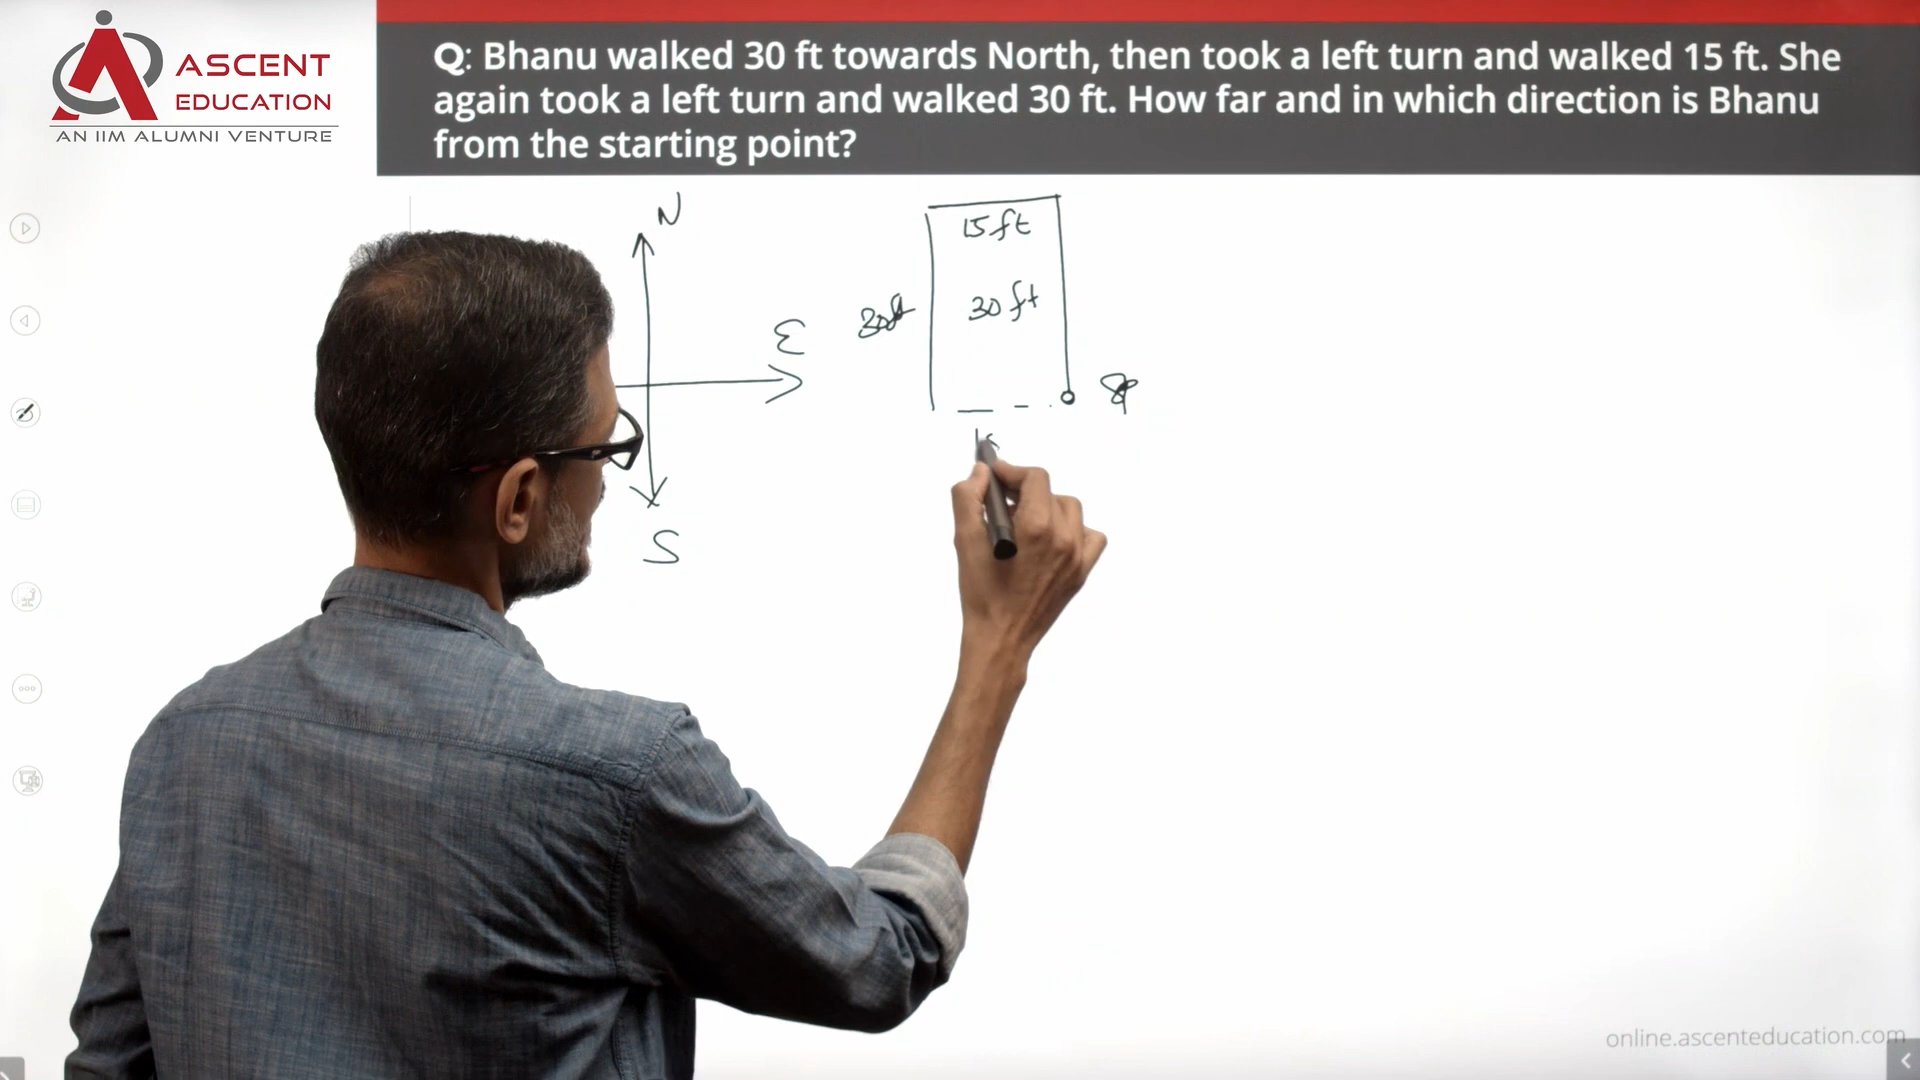 ASCENT
EDUCATION
AN IIM ALUMNI VENTURE
Q: Bhanu walked 30 ft towards North, then took a left turn and walked 15 ft. She
again took a left turn and walked 30 ft. How far and in which direction is Bhanu
from the starting point?
N
E
S
15 ft
30 ft
30ft
SP
online.ascenteducation.com